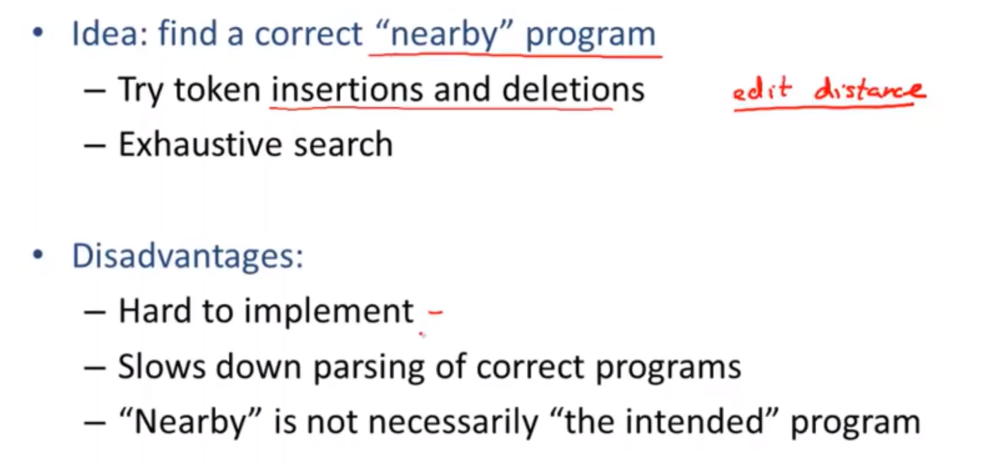 • Idea: find a correct “nearby” program
– Try token insertions and deletions edit distance
– Exhaustive search
• Disadvantages:
– Hard to implement -
– Slows down parsing of correct programs
– “Nearby” is not necessarily “the intended” program